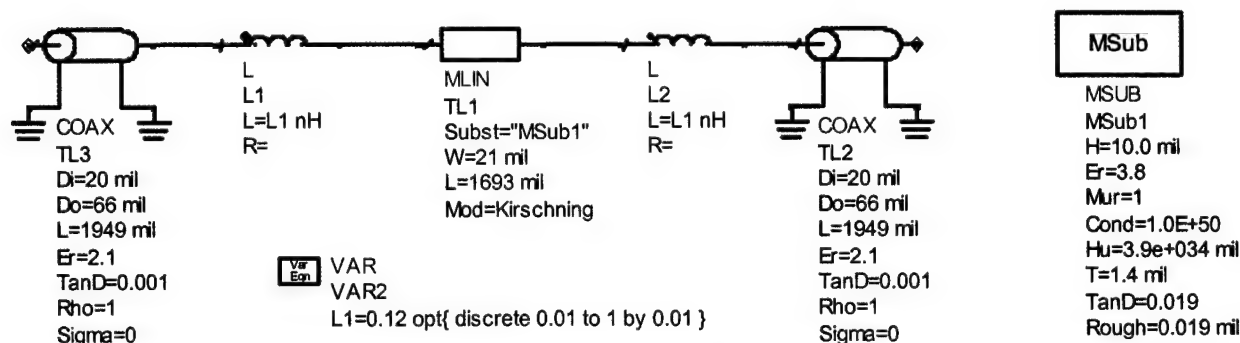 COAX
TL3
Di=20 mil
Do=66 mil
L=1949 mil
Er=2.1
TanD=0.001
Rho=1
Sigma=0
L
L1
L=L1 nH
R=
MLIN
TL1
Subst="MSub1"
W=21 mil
L=1693 mil
Mod=Kirschning
L
L2
L=L1 nH
R=
COAX
TL2
Di=20 mil
Do=66 mil
L=1949 mil
Er=2.1
TanD=0.001
Rho=1
Sigma=0
Var
Eqn
VAR
VAR2
L1=0.12 opt{ discrete 0.01 to 1 by 0.01 }
MSub
MSUB
MSub1
H=10.0 mil
Er=3.8
Mur=1
Cond=1.0E+50
Hu=3.9e+034 mil
T=1.4 mil
TanD=0.019
Rough=0.019 mil